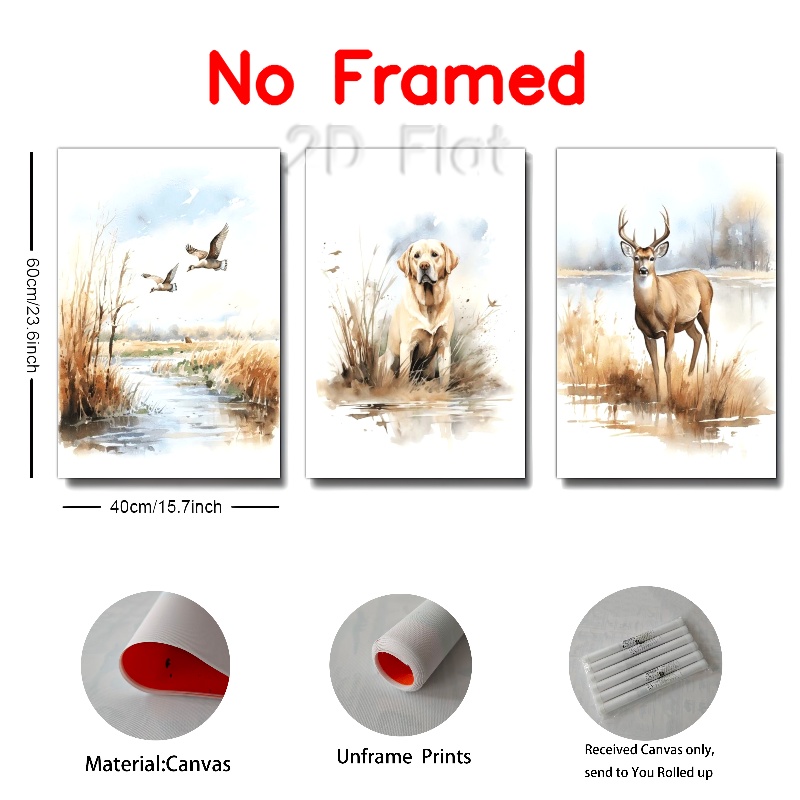 No Framed
2D Flat
60cm/23.6inch
40cm/15.7inch
Material:Canvas
Unframe Prints
Received Canvas only,
send to You Rolled up